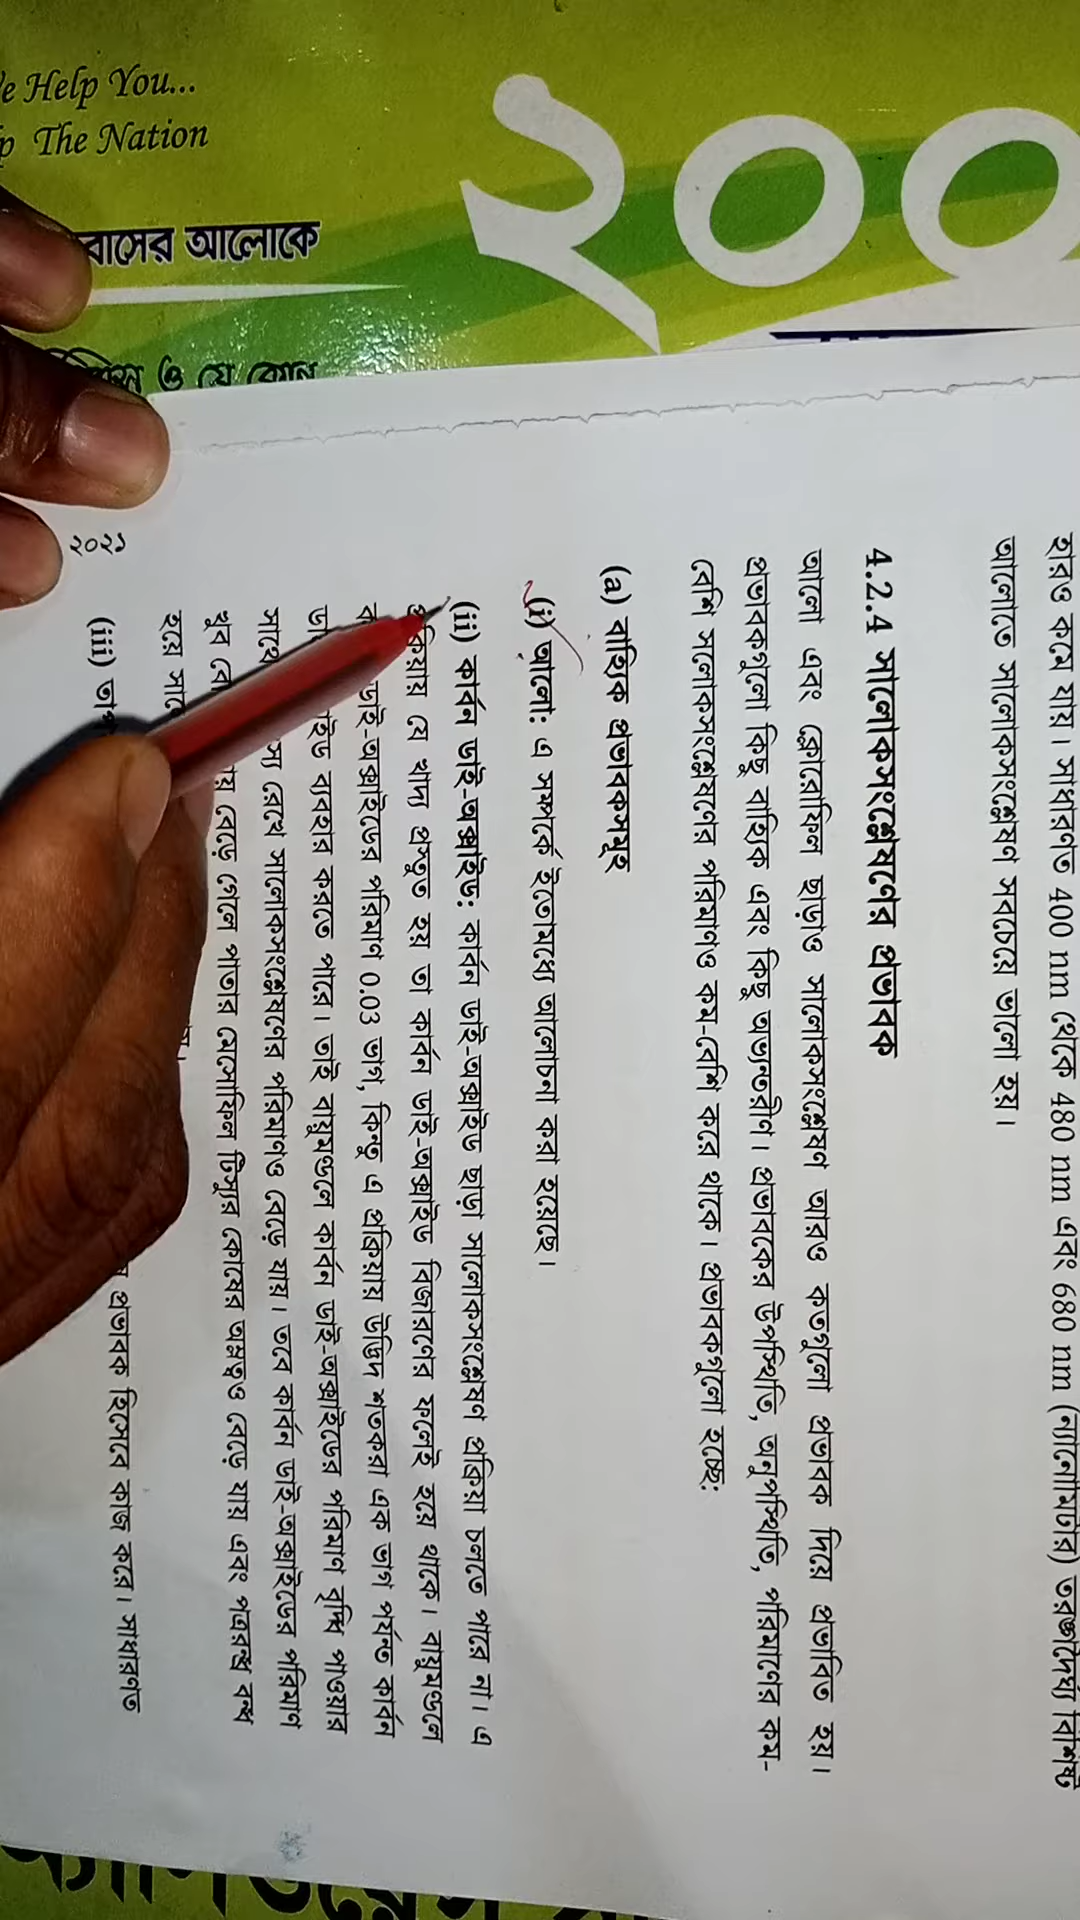 Help You...
The Nation
২০০
আলোকে
ও যে কোন
হারও কমে যায়। সাধারণত 400 nm থেকে 480 nm এবং 680 nm (ন্যানোমিটার) তরঙ্গদৈর্ঘ্য বিশিষ্ট
আলোতে সালোকসংশ্লেষণ সবচেয়ে ভালো হয়।
4.2.4 সালোকসংশ্লেষণের প্রভাবক
আলো এবং ক্লোরোফিল ছাড়াও সালোকসংশ্লেষণ আরও কতগুলো প্রভাবক দিয়ে প্রভাবিত হয়।
প্রভাবকগুলো কিছু বাহ্যিক এবং কিছু অভ্যন্তরীণ। প্রভাবকের উপস্থিতি, অনুপস্থিতি, পরিমাণের কম-
বেশি সালোকসংশ্লেষণের পরিমাণও কম-বেশি করে থাকে। প্রভাবকগুলো হচ্ছে:
(a) বাহ্যিক প্রভাবকসমূহ
(i) আলো: এ সম্পর্কে ইতোমধ্যে আলোচনা করা হয়েছে।
(ii) কার্বন ডাই-অক্সাইড: কার্বন ডাই-অক্সাইড ছাড়া সালোকসংশ্লেষণ প্রক্রিয়া চলতে পারে না। এ
প্রক্রিয়ায় যে খাদ্য প্রস্তুত হয় তা কার্বন ডাই-অক্সাইড বিজারণের ফলেই হয়ে থাকে। বায়ুমণ্ডলে
ডাই-অক্সাইডের পরিমাণ 0.03 ভাগ, কিন্তু এ প্রক্রিয়ায় উদ্ভিদ শতকরা এক ভাগ পর্যন্ত কার্বন
ব্যবহার করতে পারে। তাই বায়ুমণ্ডলে কার্বন ডাই-অক্সাইডের পরিমাণ বৃদ্ধি পাওয়ার
সাথে রেখে সালোকসংশ্লেষণের পরিমাণও বেড়ে যায়। তবে কার্বন ডাই-অক্সাইডের পরিমাণ
খুব বেড়ে গেলে পাতার মেসোফিল টিস্যুর কোষের অম্লত্বও বেড়ে যায় এবং পত্ররন্ধ্র বন্ধ
হয়ে
(iii) প্রভাবক হিসেবে কাজ করে। সাধারণত
২০২১